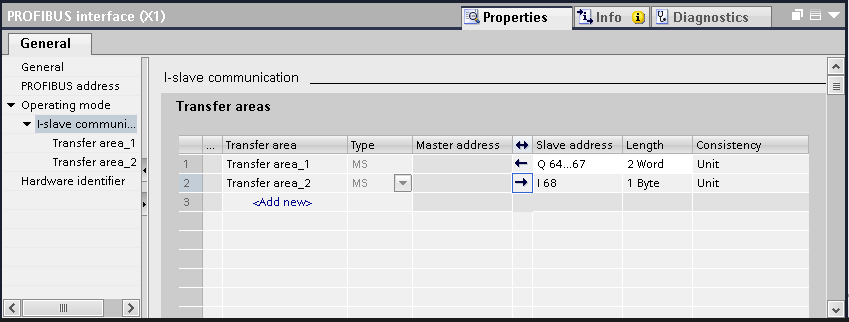 PROFIBUS interface (X1)
Properties Info Diagnostics
General
General
PROFIBUS address
Operating mode
I-slave communi...
Transfer area_1
Transfer area_2
Hardware identifier
I-slave communication
Transfer areas
... Transfer area Type Master address ↔ Slave address Length Consistency
1 Transfer area_1 MS ← Q 64...67 2 Word Unit
2 Transfer area_2 MS → I 68 1 Byte Unit
3 <Add new>